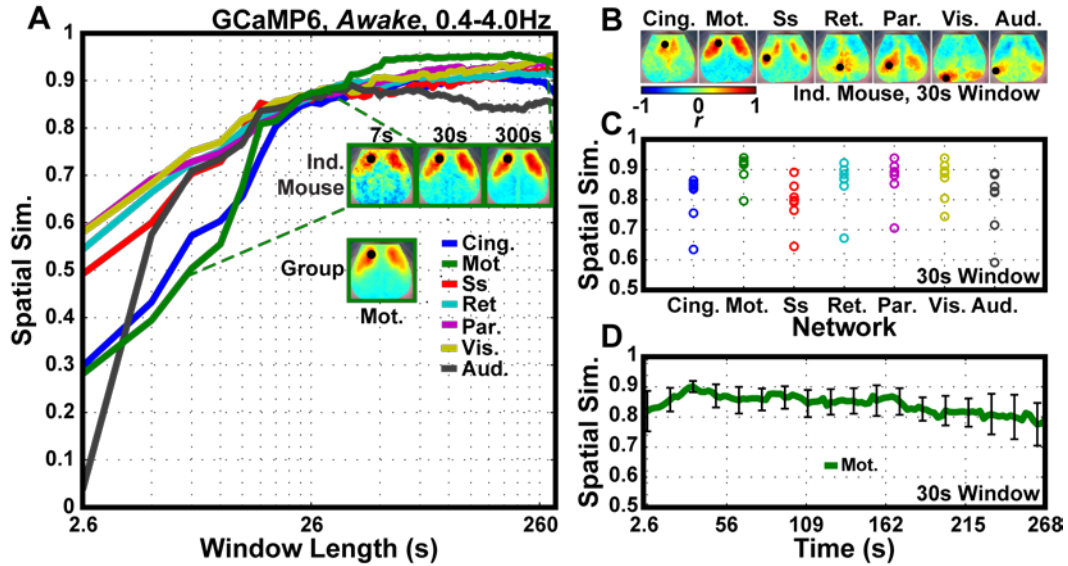 A
GCaMP6, Awake, 0.4-4.0Hz
Spatial Sim.
1
0.9
0.8
0.7
0.6
0.5
0.4
0.3
0.2
0.1
0
2.6
26
260
Window Length (s)
7s 30s 300s
Ind.
Mouse
Group
Mot.
Cing.
Mot
Ss
Ret
Par.
Vis.
Aud.
B
Cing. Mot. Ss Ret. Par. Vis. Aud.
-1 0 1
r
Ind. Mouse, 30s Window
C
Spatial Sim.
1
0.9
0.8
0.7
0.6
0.5
30s Window
Cing. Mot. Ss Ret. Par. Vis. Aud.
Network
D
Spatial Sim.
1
0.9
0.8
0.7
0.6
0.5
Mot.
30s Window
2.6 56 109 162 215 268
Time (s)